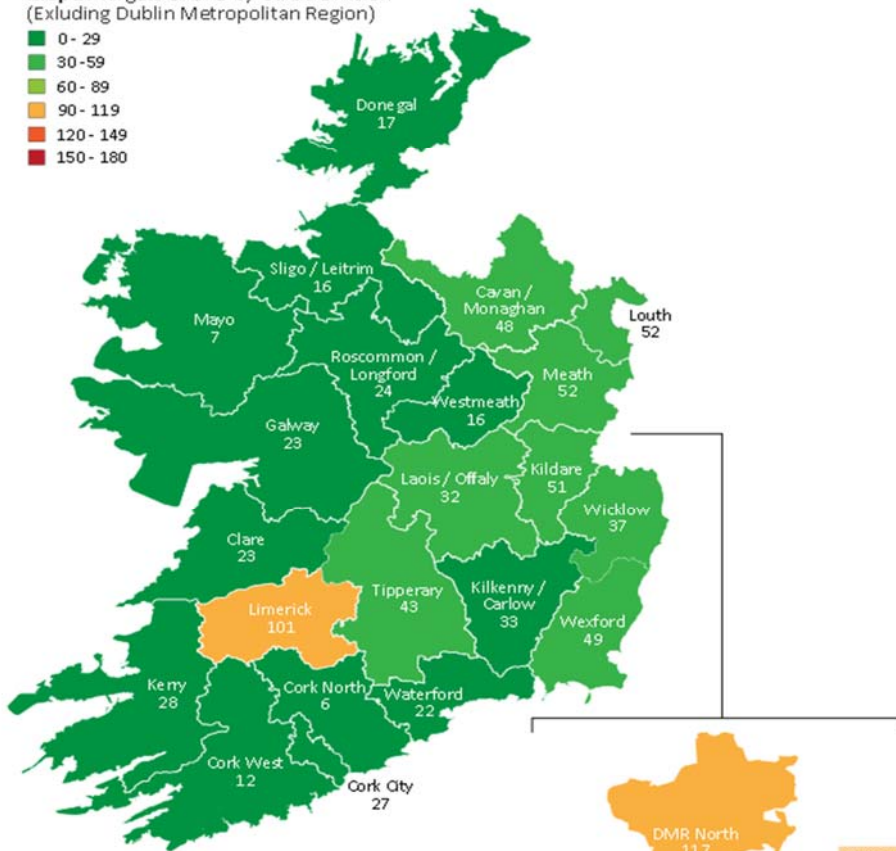 (Exluding Dublin Metropolitan Region)
0 - 29
30 -59
60 - 89
90 - 119
120 - 149
150 - 180
Donegal
17
Sligo / Leitrim
16
Cavan /
Monaghan
48
Louth
52
Mayo
7
Roscommon /
Longford
24
Meath
52
Westmeath
16
Galway
23
Laois / Offaly
32
Kildare
51
Wicklow
37
Clare
23
Tipperary
43
Kilkenny /
Carlow
33
Limerick
101
Wexford
49
Kerry
28
Cork North
6
Waterford
22
Cork West
12
Cork City
27
DMR North
117